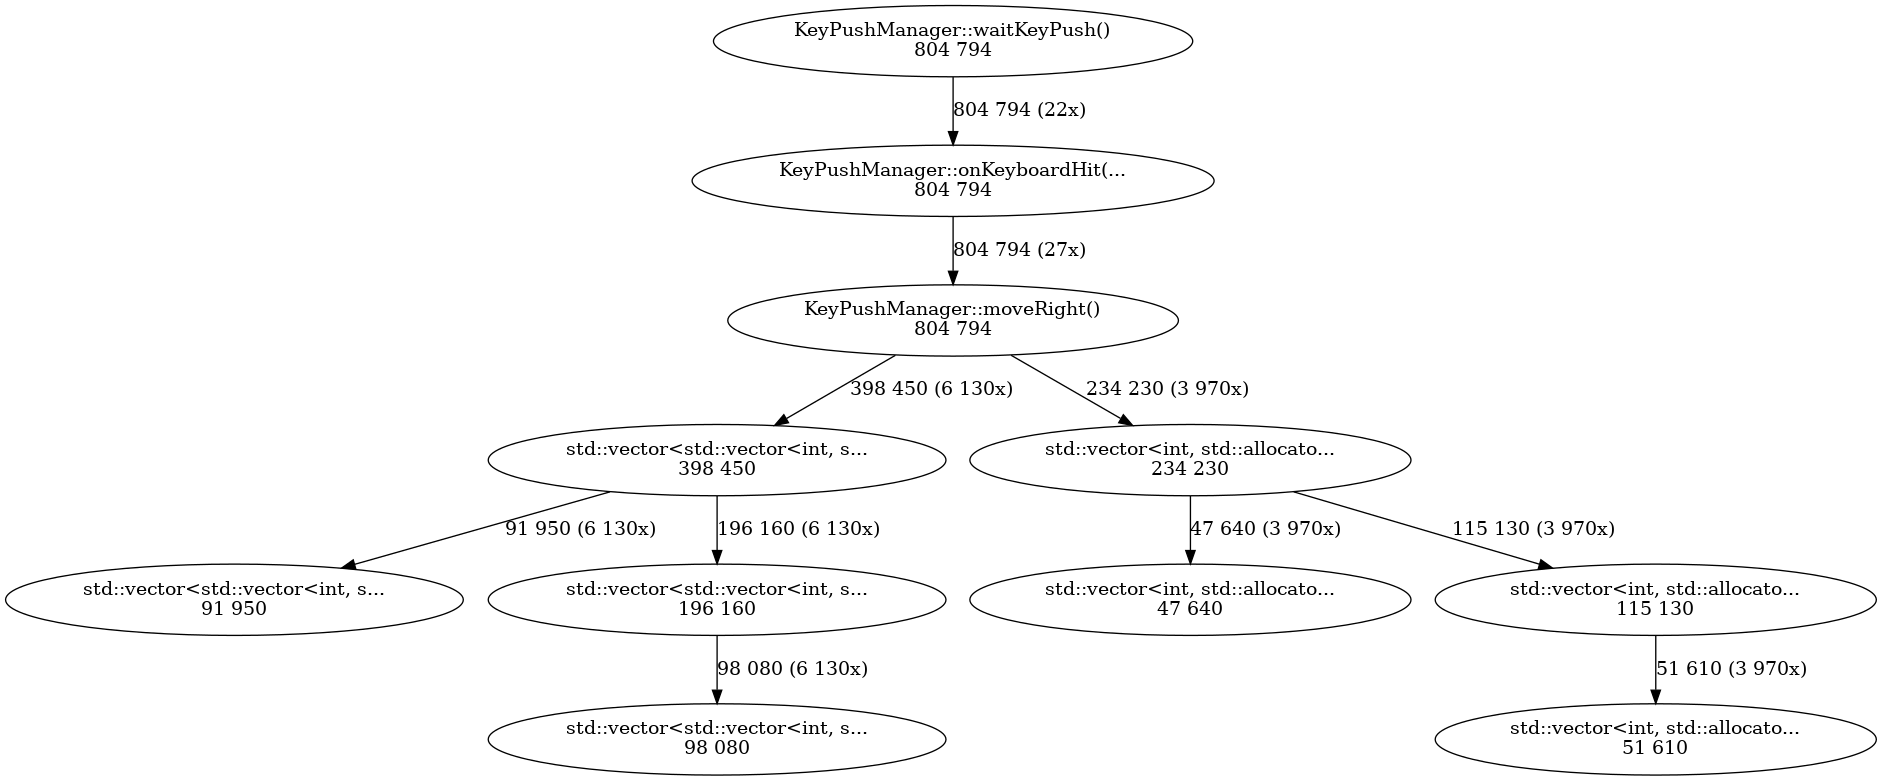 KeyPushManager::waitKeyPush()
804 794
804 794 (22x)
KeyPushManager::onKeyboardHit(...
804 794
804 794 (27x)
KeyPushManager::moveRight()
804 794
398 450 (6 130x)
234 230 (3 970x)
std::vector<std::vector<int, s...
398 450
std::vector<int, std::allocato...
234 230
91 950 (6 130x)
196 160 (6 130x)
47 640 (3 970x)
115 130 (3 970x)
std::vector<std::vector<int, s...
91 950
std::vector<std::vector<int, s...
196 160
std::vector<int, std::allocato...
47 640
std::vector<int, std::allocato...
115 130
98 080 (6 130x)
51 610 (3 970x)
std::vector<std::vector<int, s...
98 080
std::vector<int, std::allocato...
51 610